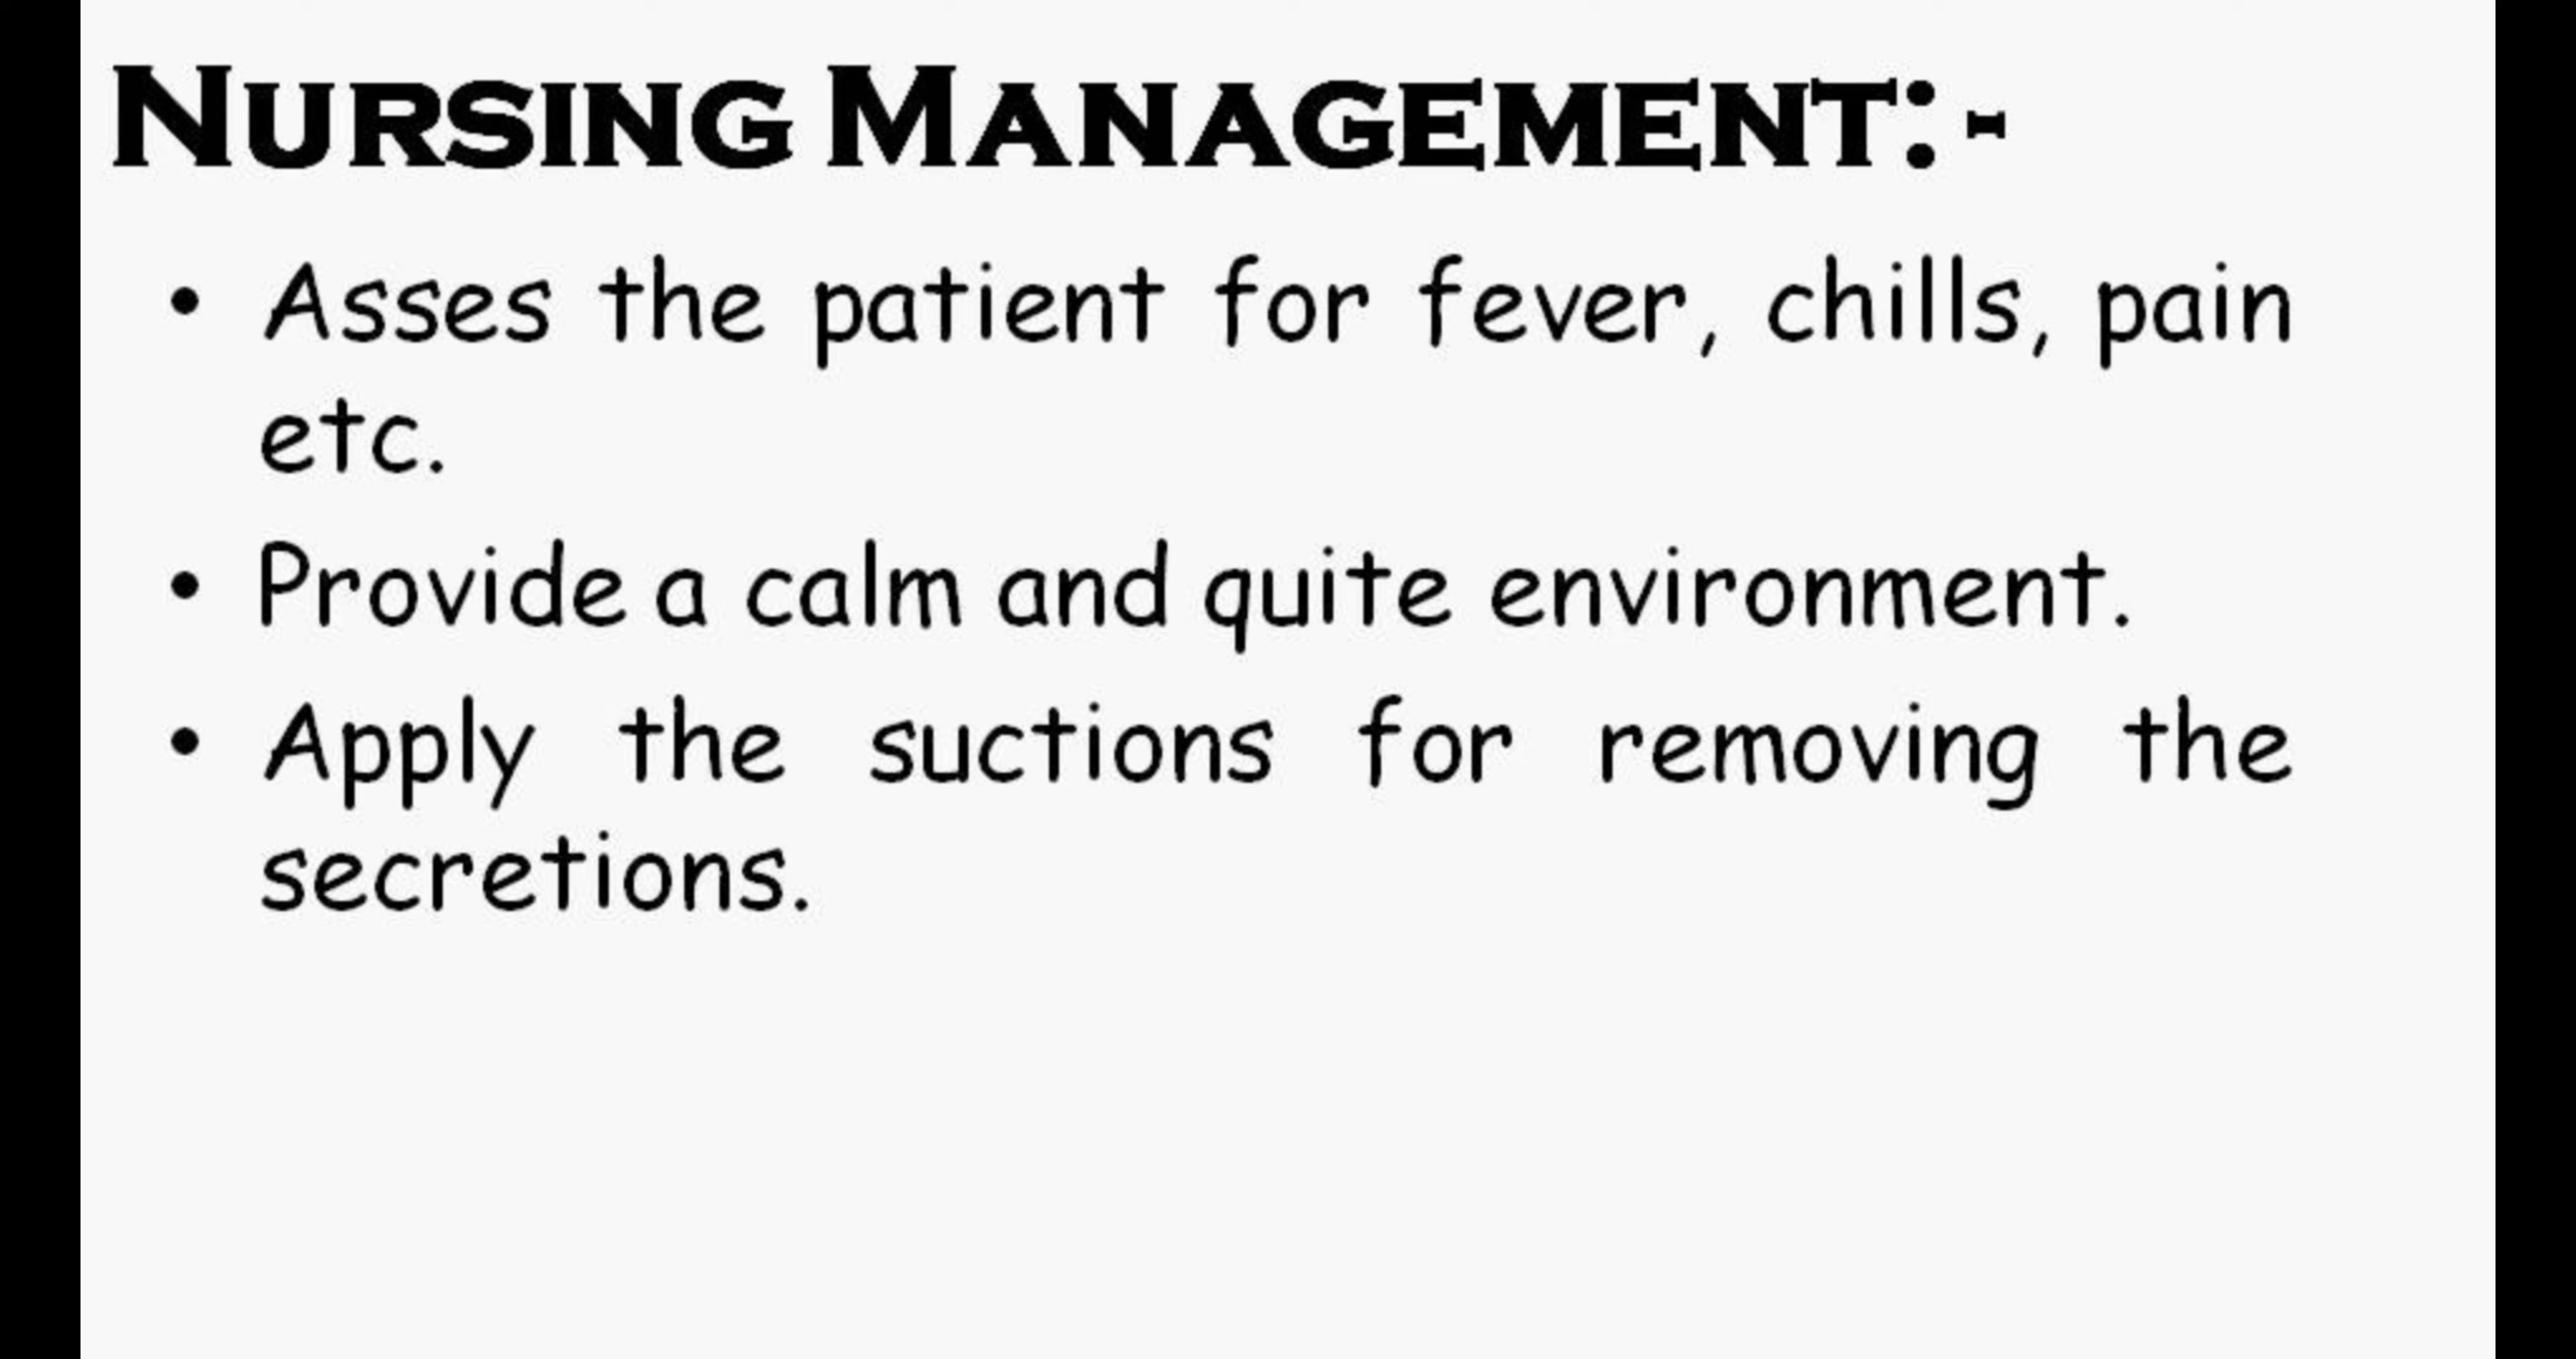 Nursing Management:-
• Asses the patient for fever, chills, pain
etc.
• Provide a calm and quite environment.
• Apply the suctions for removing the
secretions.